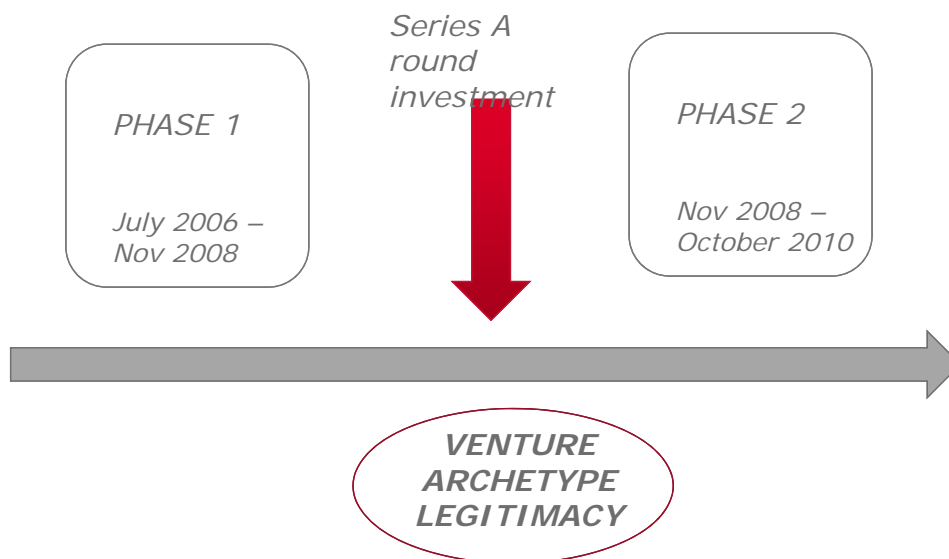 Series A
round
investment
PHASE 1
July 2006 –
Nov 2008
PHASE 2
Nov 2008 –
October 2010
VENTURE
ARCHETYPE
LEGITIMACY